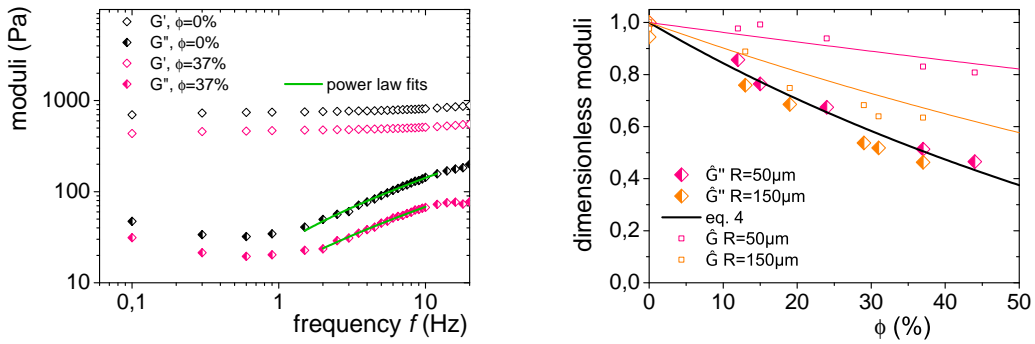 moduli (Pa)
G', ϕ=0%
G", ϕ=0%
G', ϕ=37%
G", ϕ=37%
power law fits
1000
100
10
0,1
1
10
frequency f (Hz)
dimensionless moduli
1,0
0,8
0,6
0,4
0,2
0,0
Ĝ" R=50µm
Ĝ" R=150µm
eq. 4
Ĝ R=50µm
Ĝ R=150µm
0
10
20
30
40
50
ϕ (%)